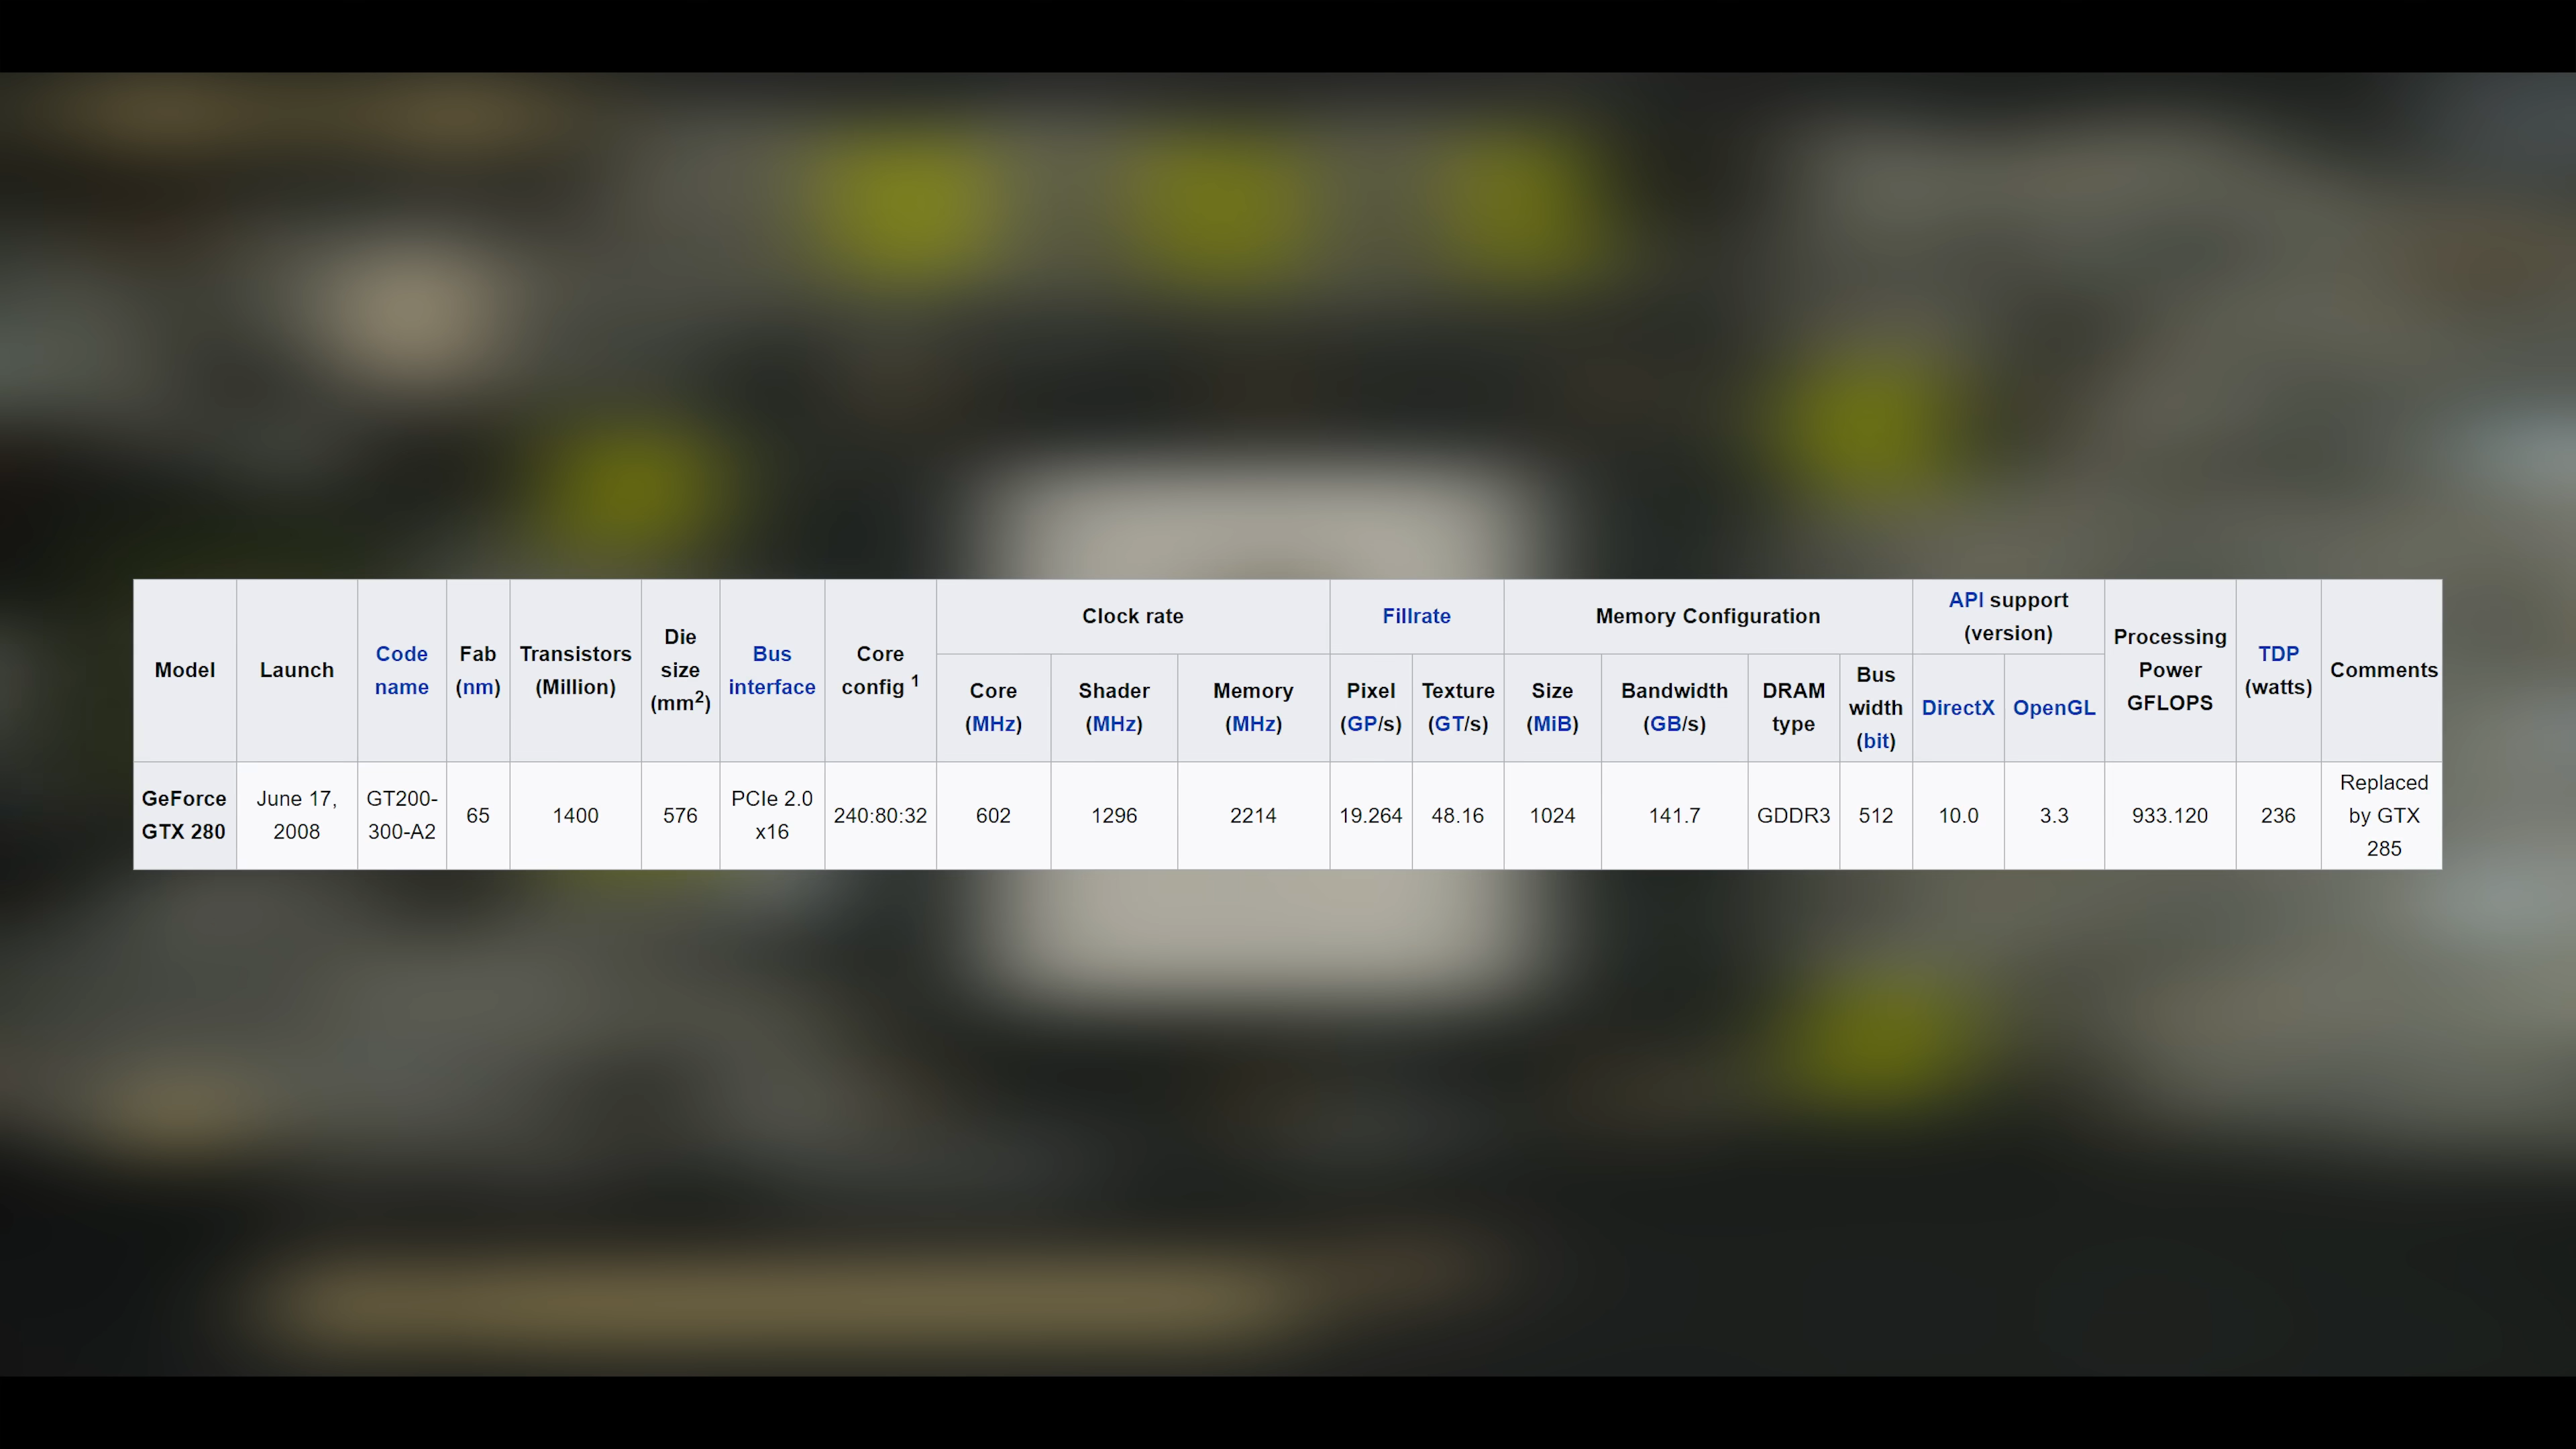 Model
Launch
Code
name
Fab
(nm)
Transistors
(Million)
Die
size
(mm²)
Bus
interface
Core
config ¹
Clock rate
Fillrate
Memory Configuration
API support
(version)
Processing
Power
GFLOPS
TDP
(watts)
Comments
Core
(MHz)
Shader
(MHz)
Memory
(MHz)
Pixel
(GP/s)
Texture
(GT/s)
Size
(MiB)
Bandwidth
(GB/s)
DRAM
type
Bus
width
(bit)
DirectX
OpenGL
GeForce
GTX 280
June 17,
2008
GT200-
300-A2
65
1400
576
PCIe 2.0
x16
240:80:32
602
1296
2214
19.264
48.16
1024
141.7
GDDR3
512
10.0
3.3
933.120
236
Replaced
by GTX
285